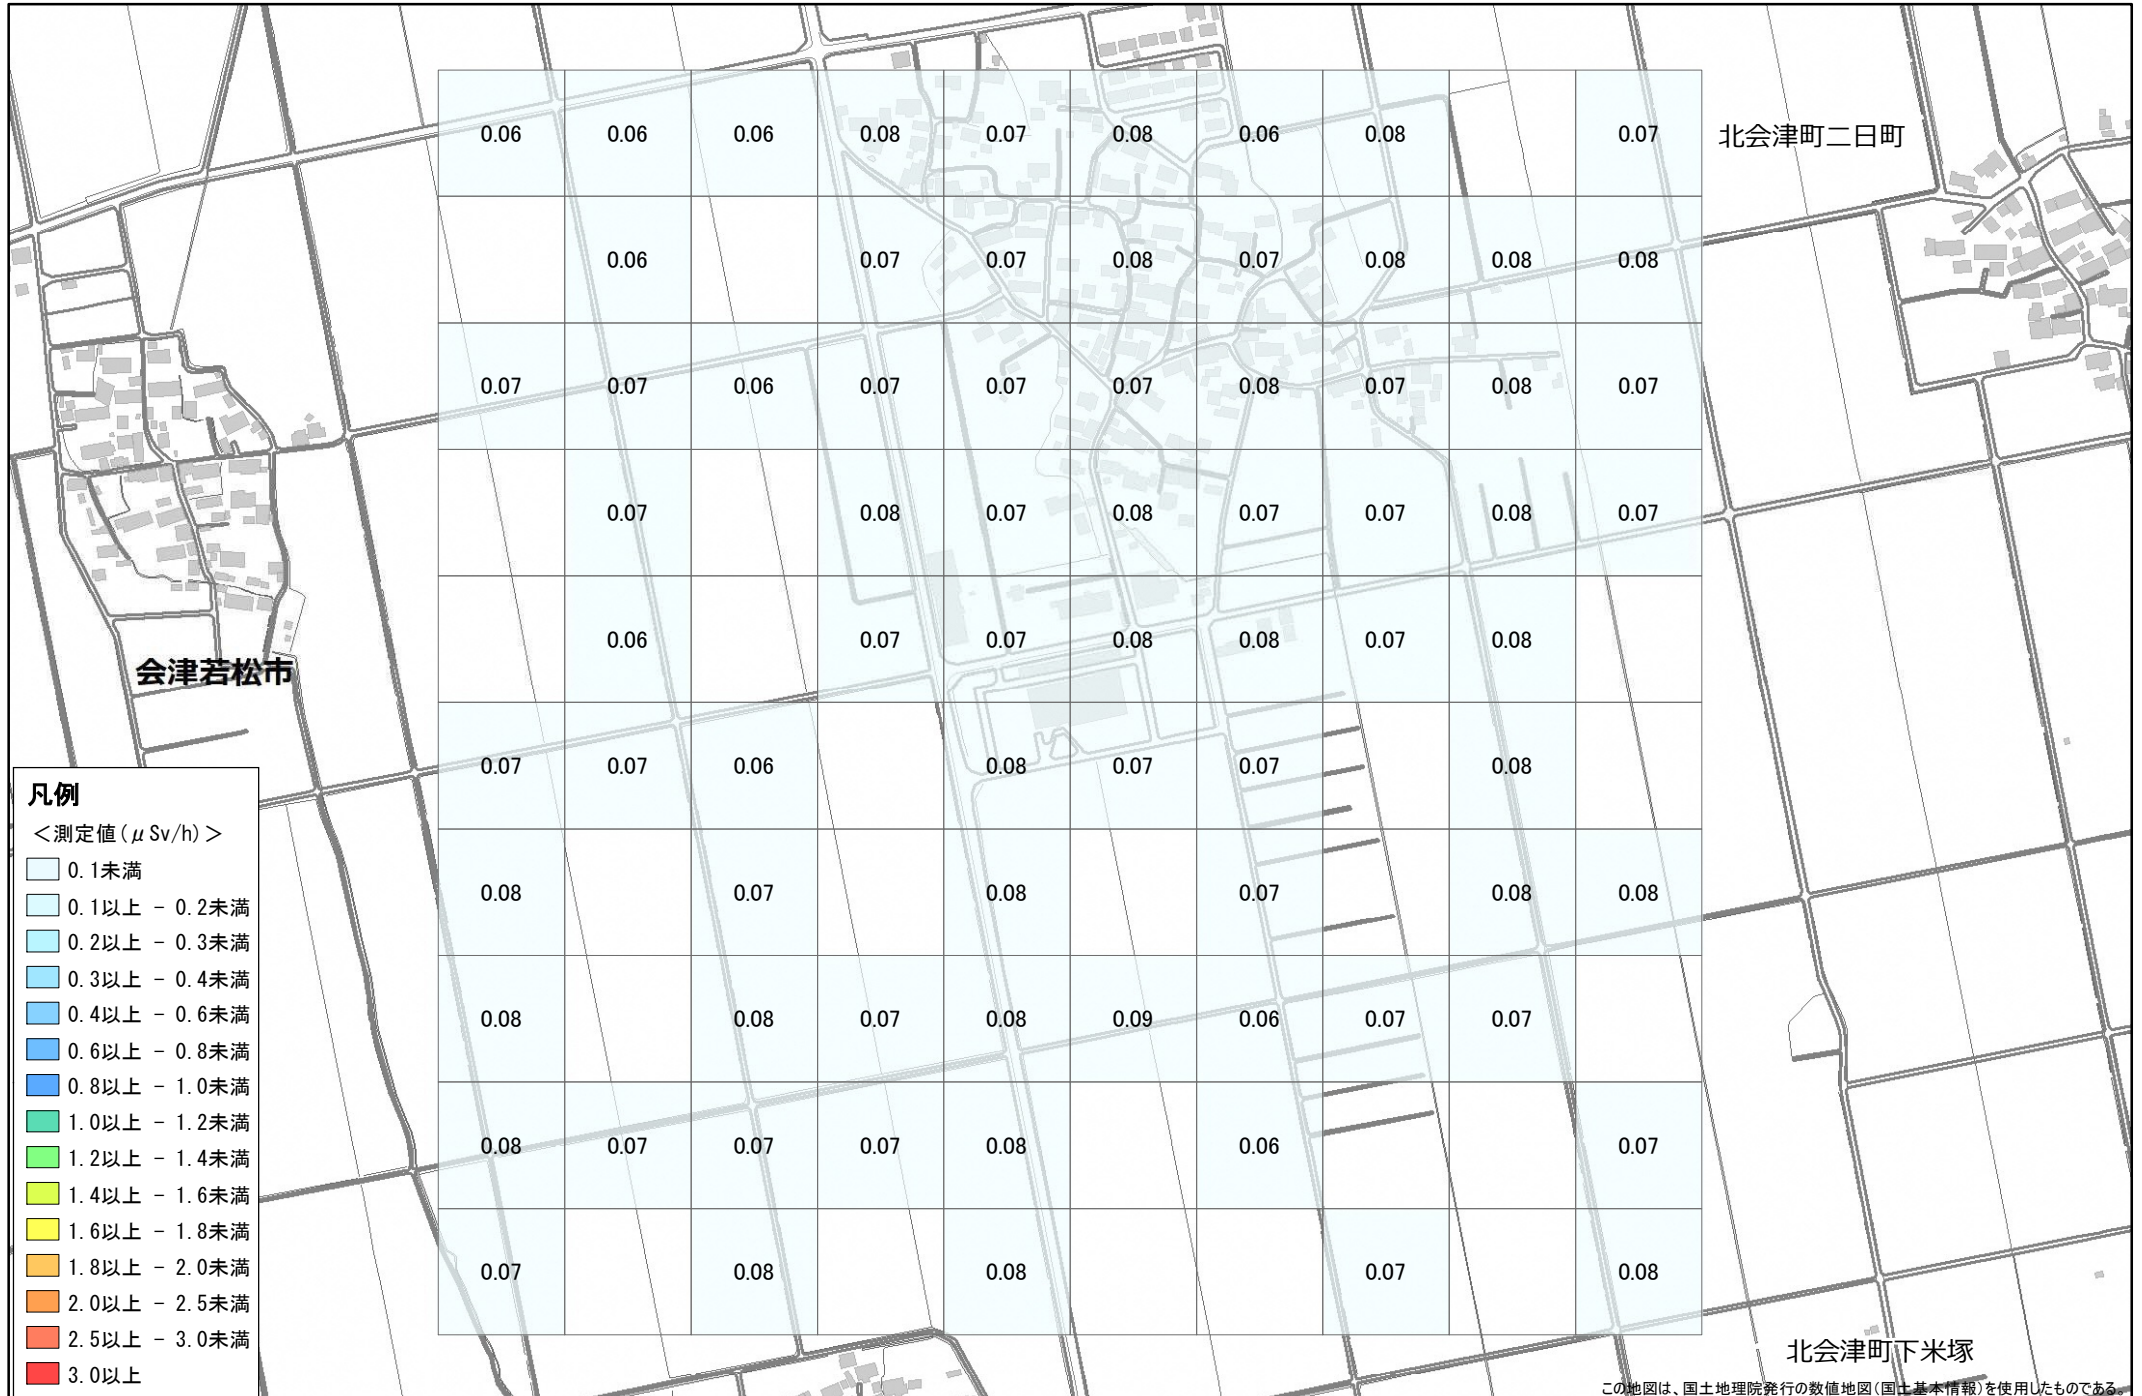 0.06 0.06 0.06 0.08 0.07 0.08 0.06 0.08 0.07 北会津町二日町
0.06 0.07 0.07 0.08 0.07 0.08 0.08 0.08
0.07 0.07 0.06 0.07 0.07 0.07 0.08 0.07 0.08 0.07
0.07 0.08 0.07 0.08 0.07 0.07 0.08 0.07
0.06 0.07 0.07 0.08 0.08 0.07 0.08
会津若松市
0.07 0.07 0.06 0.08 0.07 0.07 0.08
0.08 0.07 0.08 0.07 0.08 0.08
0.08 0.08 0.07 0.08 0.09 0.06 0.07 0.07
0.08 0.07 0.07 0.07 0.08 0.06 0.07
0.07 0.08 0.08 0.07 0.08
凡例
<測定値(μSv/h)>
0.1未満
0.1以上 - 0.2未満
0.2以上 - 0.3未満
0.3以上 - 0.4未満
0.4以上 - 0.6未満
0.6以上 - 0.8未満
0.8以上 - 1.0未満
1.0以上 - 1.2未満
1.2以上 - 1.4未満
1.4以上 - 1.6未満
1.6以上 - 1.8未満
1.8以上 - 2.0未満
2.0以上 - 2.5未満
2.5以上 - 3.0未満
3.0以上
北会津町下米塚
この地図は、国土地理院発行の数値地図(国土基本情報)を使用したものである。